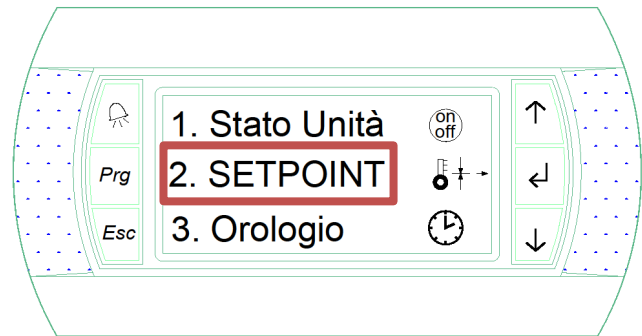 1. Stato Unità
on
off
Prg
2. SETPOINT
Esc
3. Orologio